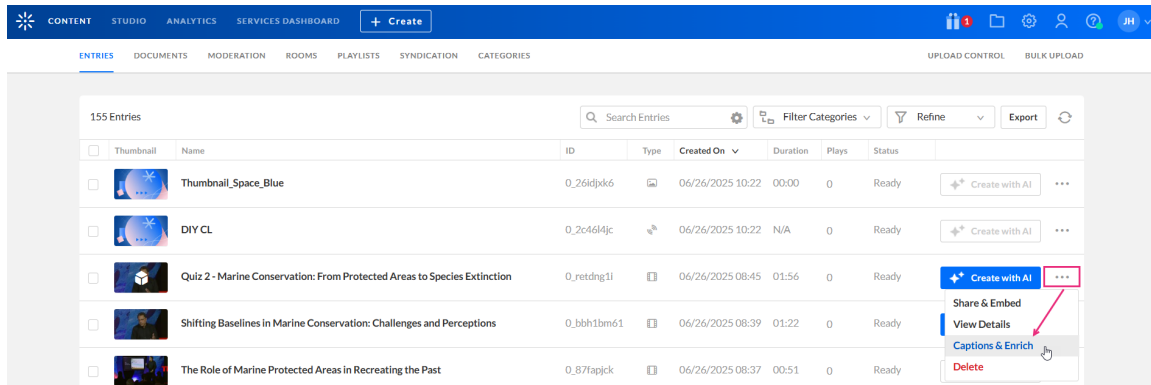 CONTENT STUDIO ANALYTICS SERVICES DASHBOARD + Create 1 JH
ENTRIES DOCUMENTS MODERATION ROOMS PLAYLISTS SYNDICATION CATEGORIES UPLOAD CONTROL BULK UPLOAD
155 Entries Search Entries Filter Categories Refine Export
Thumbnail Name ID Type Created On Duration Plays Status
Thumbnail_Space_Blue 0_26idjxk6 06/26/2025 10:22 00:00 0 Ready Create with AI
DIY CL 0_2c46l4jc 06/26/2025 10:22 N/A 0 Ready Create with AI
Quiz 2 - Marine Conservation: From Protected Areas to Species Extinction 0_retdng1i 06/26/2025 08:45 01:56 0 Ready Create with AI
Share & Embed
Shifting Baselines in Marine Conservation: Challenges and Perceptions 0_bbh1bm61 06/26/2025 08:39 01:22 0 Ready View Details
Captions & Enrich
The Role of Marine Protected Areas in Recreating the Past 0_87fapjck 06/26/2025 08:37 00:51 0 Ready Delete